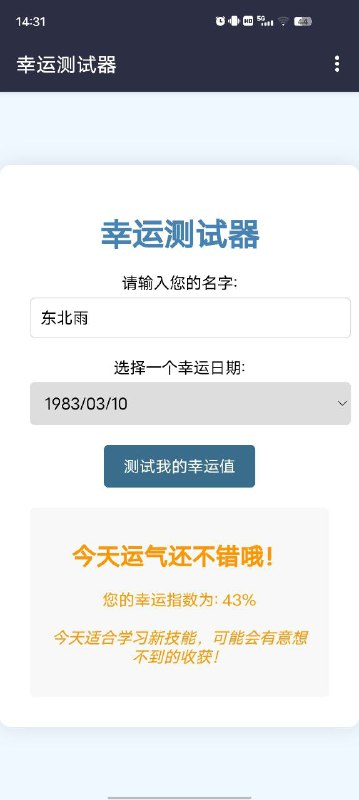 14:31
HD 5G 44
幸运测试器
幸运测试器
请输入您的名字:
东北雨
选择一个幸运日期:
1983/03/10
测试我的幸运值
今天运气还不错哦!
您的幸运指数为: 43%
今天适合学习新技能，可能会有意想
不到的收获！